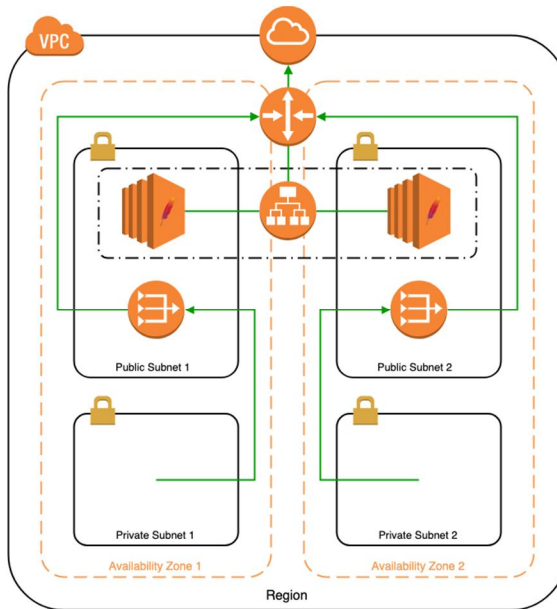 VPC
Public Subnet 1
Public Subnet 2
Private Subnet 1
Private Subnet 2
Availability Zone 1
Availability Zone 2
Region